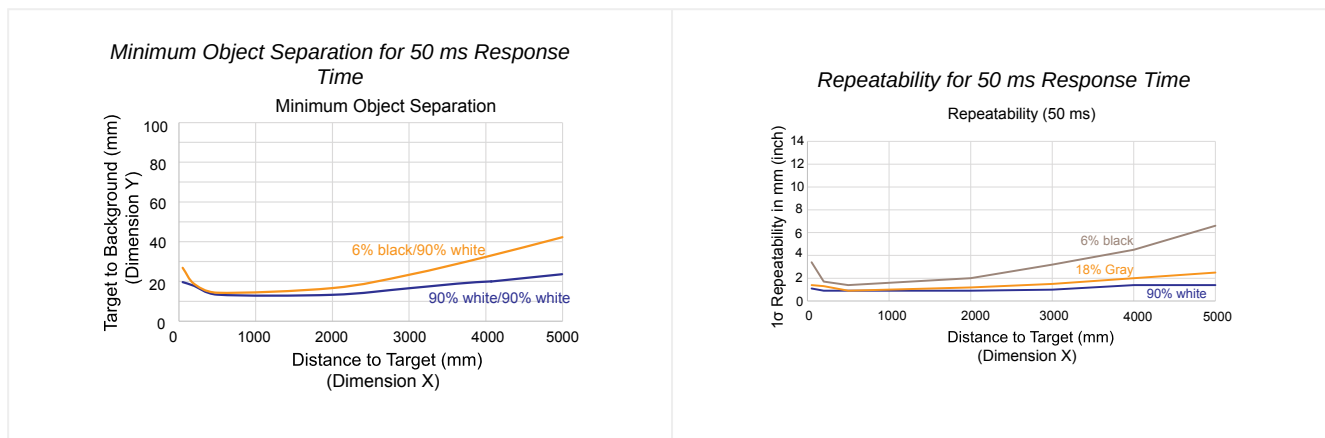 Minimum Object Separation for 50 ms Response
Time
Minimum Object Separation
100
80
60
40
20
0
Target to Background (mm)
(Dimension Y)
6% black/90% white
90% white/90% white
0 1000 2000 3000 4000 5000
Distance to Target (mm)
(Dimension X)
Repeatability for 50 ms Response Time
Repeatability (50 ms)
14
12
10
8
6
4
2
0
1σ Repeatability in mm (inch)
6% black
18% Gray
90% white
0 1000 2000 3000 4000 5000
Distance to Target (mm)
(Dimension X)